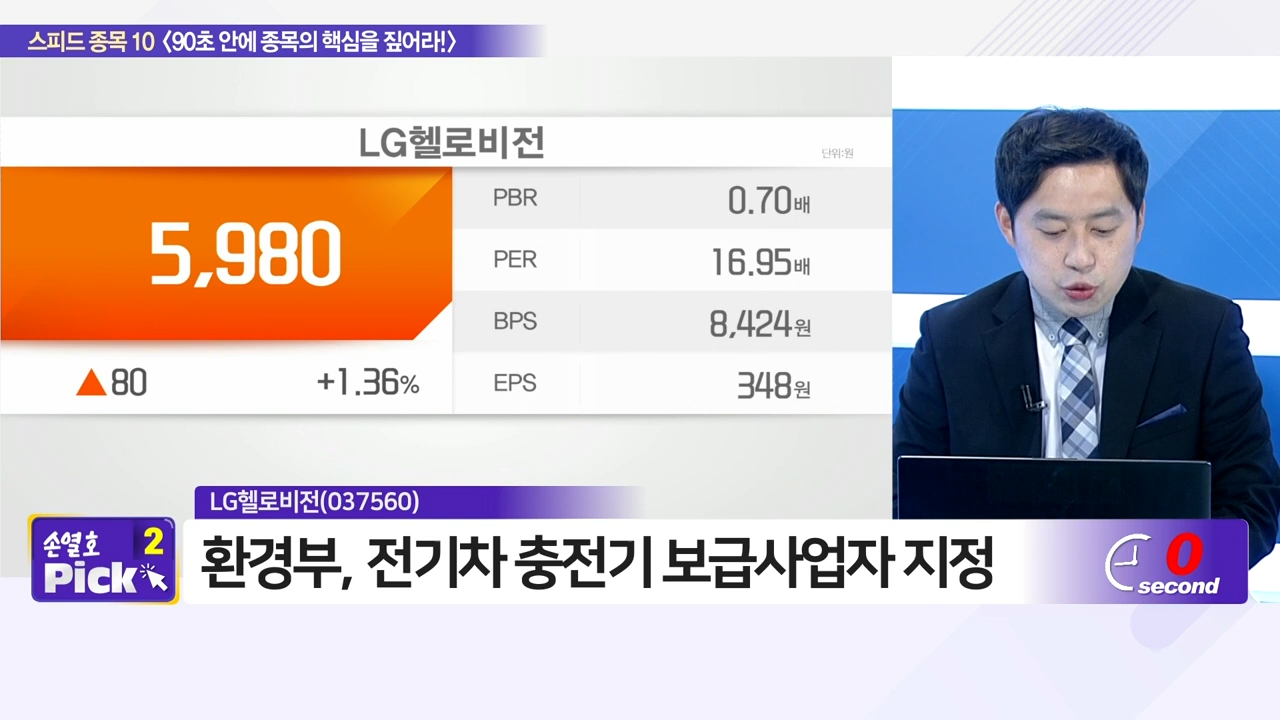 스피드 종목 10 <90초 안에 종목의 핵심을 짚어라!>
LG헬로비전
단위:원
5,980
▲80 +1.36%
PBR 0.70배
PER 16.95배
BPS 8,424원
EPS 348원
LG헬로비전(037560)
손열호 2
Pick
환경부, 전기차 충전기 보급사업자 지정
0
second